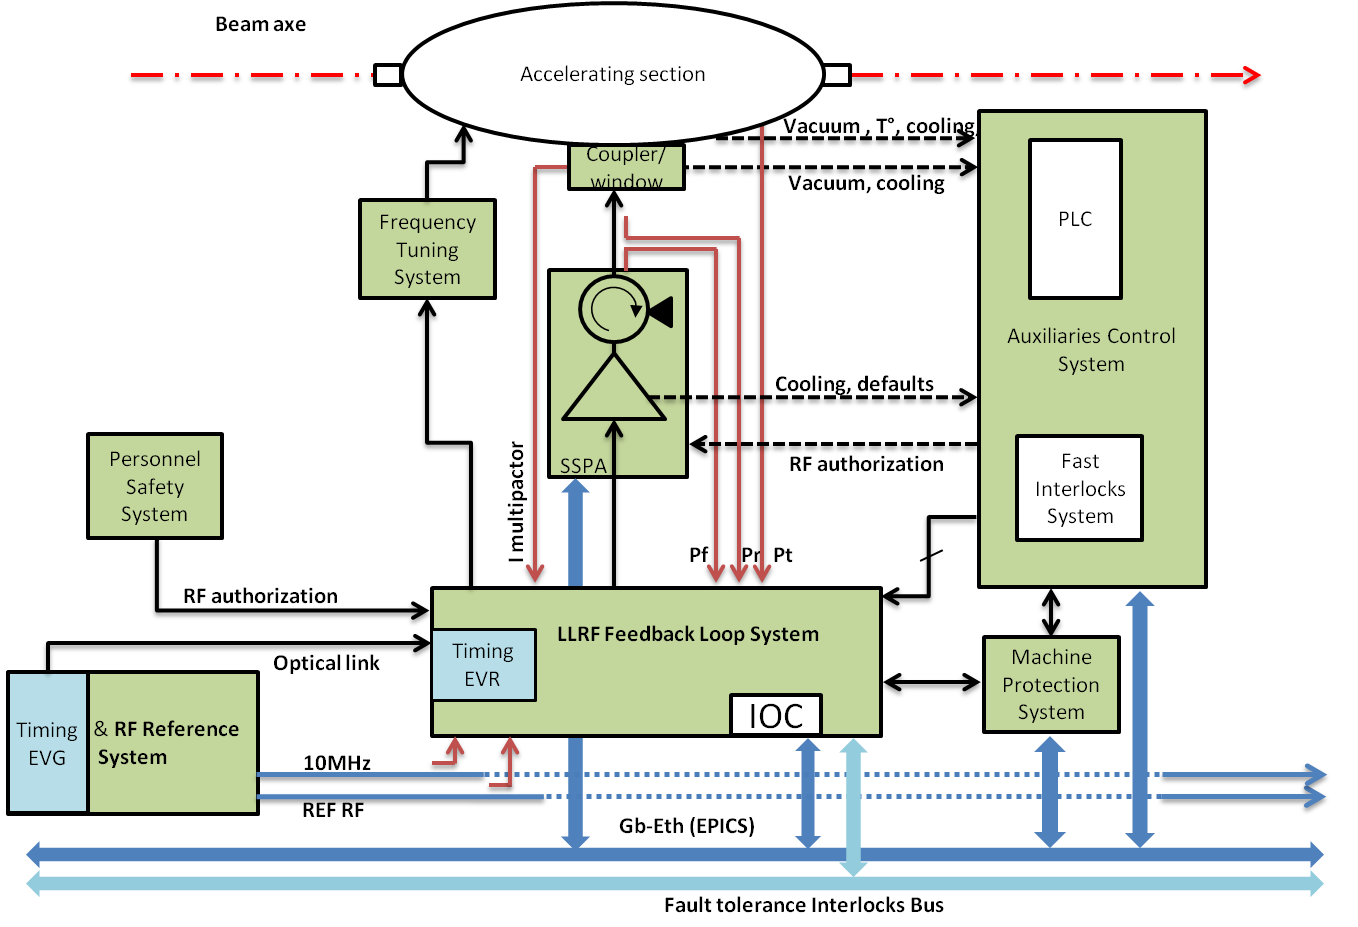 Beam axe
Accelerating section
Vacuum , T°, cooling,
Coupler/
window
Vacuum, cooling
PLC
Frequency
Tuning
System
Auxiliaries Control
System
Cooling, defaults
RF authorization
SSPA
I multipactor
Fast
Interlocks
System
Personnel
Safety
System
Pf
Pr
Pt
RF authorization
LLRF Feedback Loop System
Timing
EVR
Optical link
IOC
Machine
Protection
System
Timing
EVG
& RF Reference
System
10MHz
REF RF
Gb-Eth (EPICS)
Fault tolerance Interlocks Bus